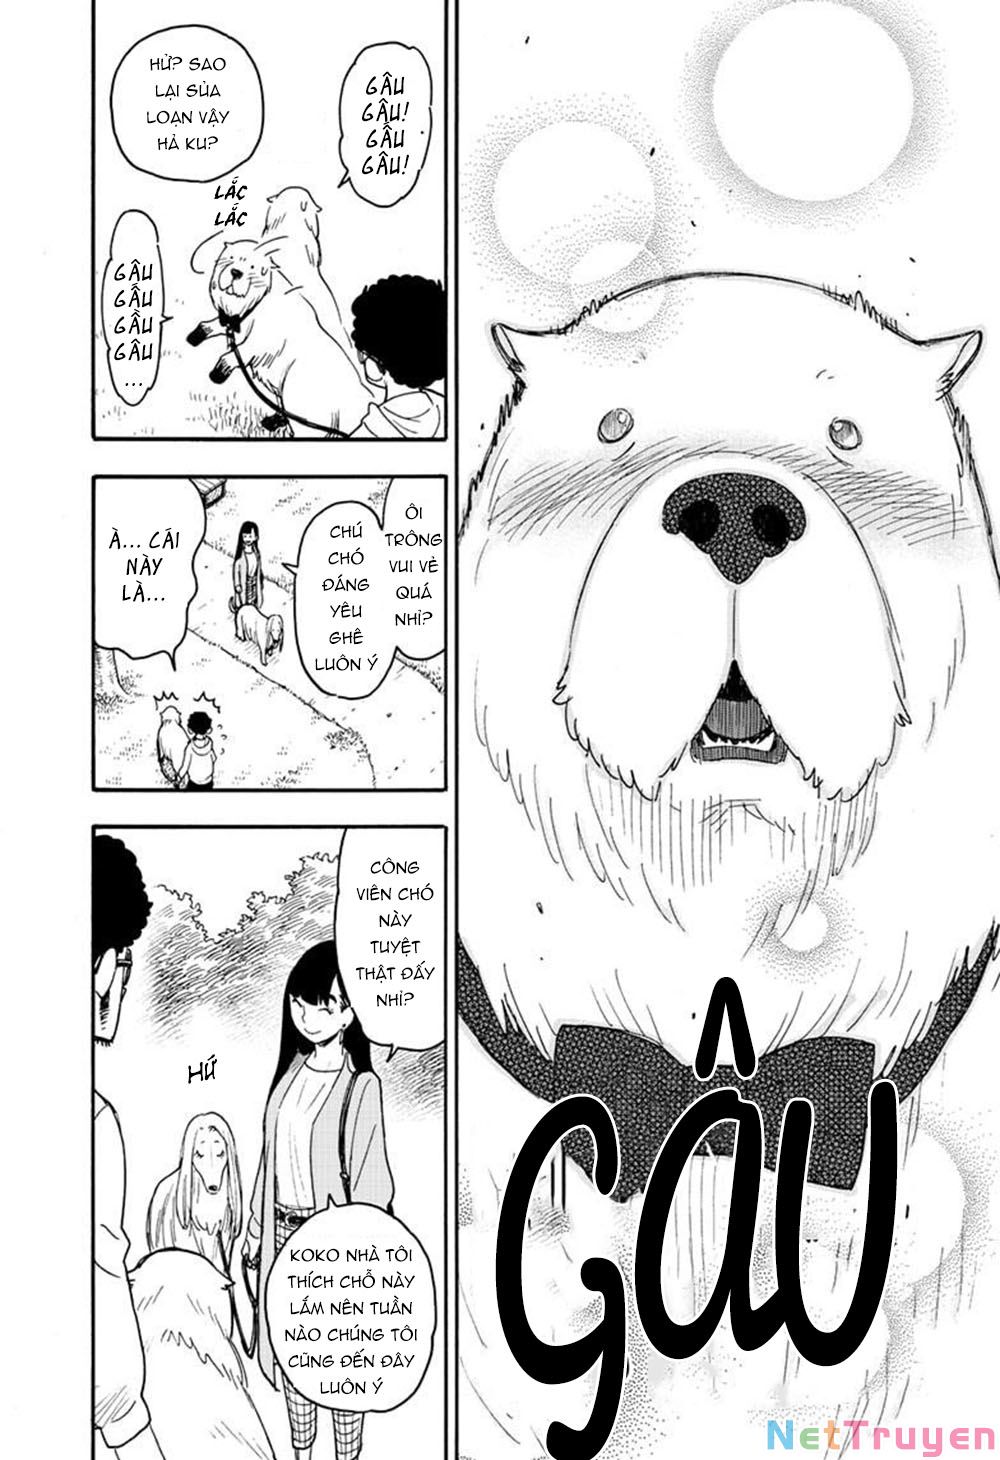 GÂU
GÂU
GÂU!
GẤU
GÂU!
HỬ? SAO
LẠI SỦA
LOẠN VẬY
HẢ KU?
LẮC
LẮC
GÂU
GẤU
GẦU
GÂU
...
ÔI
TRÔNG
VUI VẺ
QUÁ
NHỈ?
CHÚ
CHÓ
ĐÁNG
YÊU
GHÊ
LUÔN Ý
À... CÁI
NÀY
LÀ...
CÔNG
VIÊN CHÓ
NÀY
TUYỆT
THẬT ĐẤY
NHỈ?
HỨ
KOKO NHÀ TÔI
THÍCH CHỖ NÀY
LẮM NÊN TUẦN
NÀO CHÚNG TÔI
CŨNG ĐẾN ĐÂY
LUÔN Ý
NetTruyen